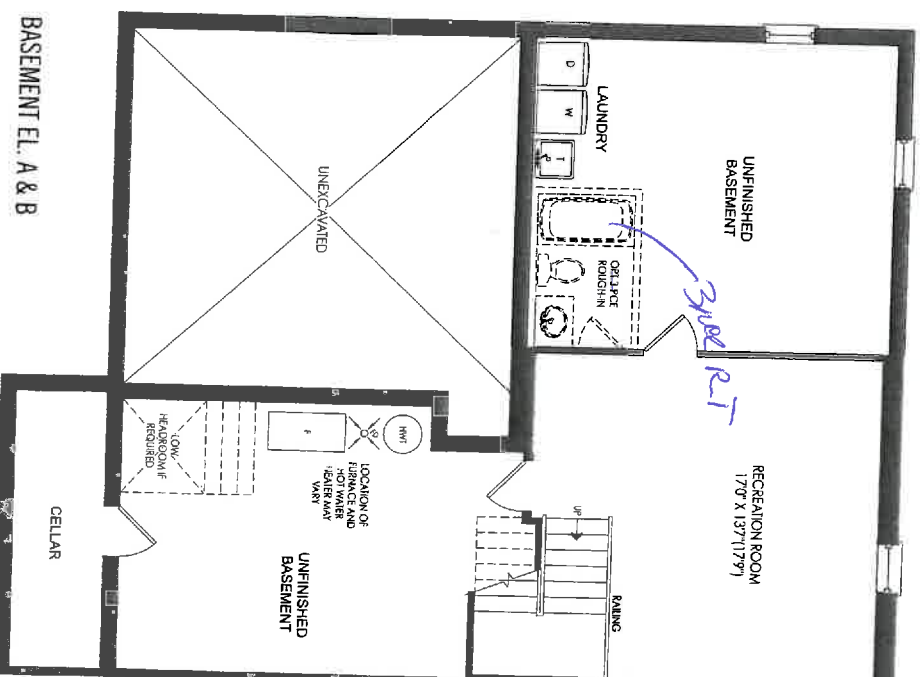 BASEMENT EL. A & B
UNEXCAVATED
D
W
LAUNDRY
UNFINISHED
BASEMENT
OPT.3-PCE
ROUGH-IN
RECREATION ROOM
17'0" X 13'7"(17'9")
UP
RAILING
HWT
F
LOCATION OF
FURNACE AND
HOT WATER
HEATER MAY
VARY
LOW
HEADROOM IF
REQUIRED
UNFINISHED
BASEMENT
CELLAR